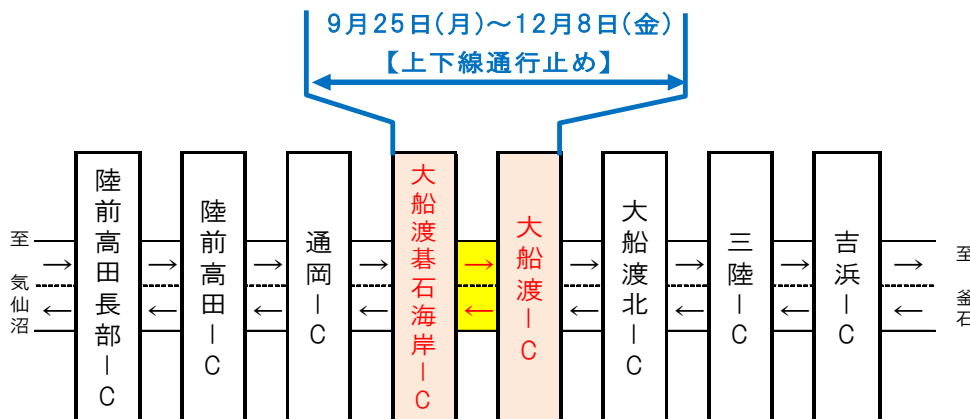 9月25日(月)～12月8日(金)
【上下線通行止め】
至 気仙沼
陸前高田長部IC
陸前高田IC
通岡IC
大船渡碁石海岸IC
大船渡IC
大船渡北IC
三陸IC
吉浜IC
至 釜石
→ → → → → → → → →
← ← ← ← ← ← ← ← ←